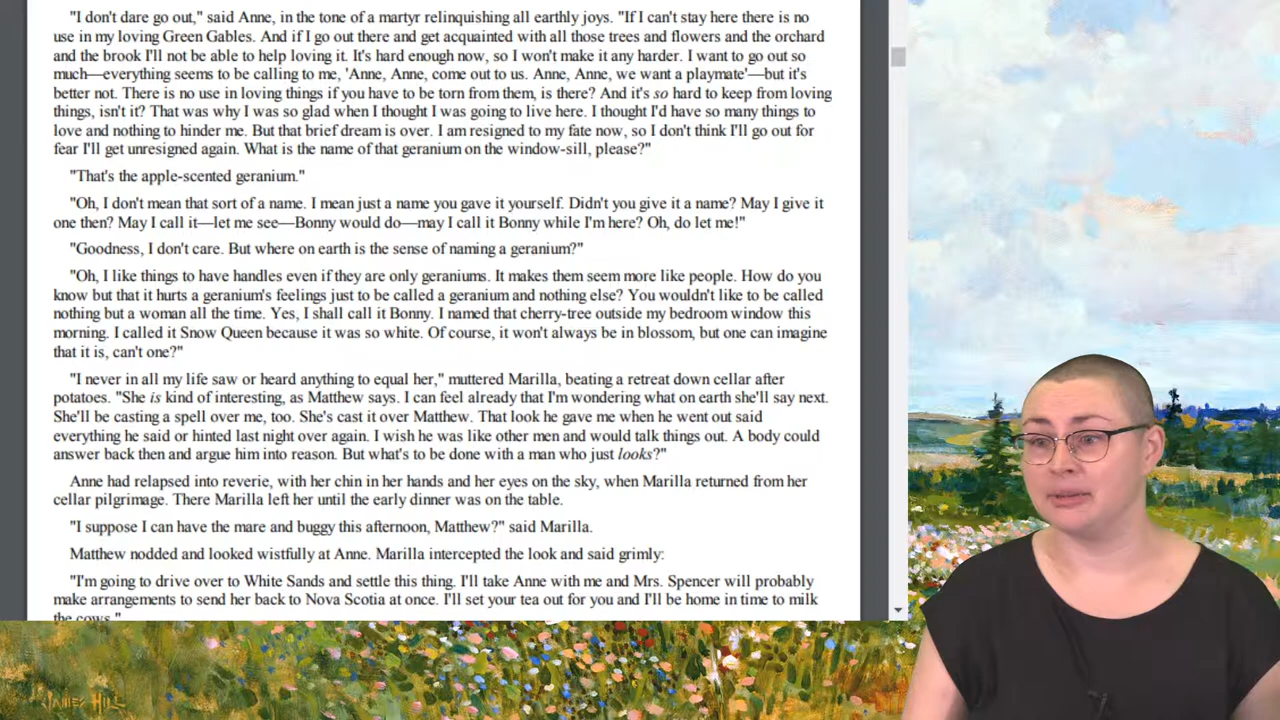 "I don't dare go out," said Anne, in the tone of a martyr relinquishing all earthly joys. "If I can't stay here there is no
use in my loving Green Gables. And if I go out there and get acquainted with all those trees and flowers and the orchard
and the brook I'll not be able to help loving it. It's hard enough now, so I won't make it any harder. I want to go out so
much—everything seems to be calling to me, 'Anne, Anne, come out to us. Anne, Anne, we want a playmate'—but it's
better not. There is no use in loving things if you have to be torn from them, is there? And it's so hard to keep from loving
things, isn't it? That was why I was so glad when I thought I was going to live here. I thought I'd have so many things to
love and nothing to hinder me. But that brief dream is over. I am resigned to my fate now, so I don't think I'll go out for
fear I'll get unresigned again. What is the name of that geranium on the window-sill, please?"
"That's the apple-scented geranium."
"Oh, I don't mean that sort of a name. I mean just a name you gave it yourself. Didn't you give it a name? May I give it
one then? May I call it—let me see—Bonny would do—may I call it Bonny while I'm here? Oh, do let me!"
"Goodness, I don't care. But where on earth is the sense of naming a geranium?"
"Oh, I like things to have handles even if they are only geraniums. It makes them seem more like people. How do you
know but that it hurts a geranium's feelings just to be called a geranium and nothing else? You wouldn't like to be called
nothing but a woman all the time. Yes, I shall call it Bonny. I named that cherry-tree outside my bedroom window this
morning. I called it Snow Queen because it was so white. Of course, it won't always be in blossom, but one can imagine
that it is, can't one?"
"I never in all my life saw or heard anything to equal her," muttered Marilla, beating a retreat down cellar after
potatoes. "She is kind of interesting, as Matthew says. I can feel already that I'm wondering what on earth she'll say next.
She'll be casting a spell over me, too. She's cast it over Matthew. That look he gave me when he went out said
everything he said or hinted last night over again. I wish he was like other men and would talk things out. A body could
answer back then and argue him into reason. But what's to be done with a man who just looks?"
Anne had relapsed into reverie, with her chin in her hands and her eyes on the sky, when Marilla returned from her
cellar pilgrimage. There Marilla left her until the early dinner was on the table.
"I suppose I can have the mare and buggy this afternoon, Matthew?" said Marilla.
Matthew nodded and looked wistfully at Anne. Marilla intercepted the look and said grimly:
"I'm going to drive over to White Sands and settle this thing. I'll take Anne with me and Mrs. Spencer will probably
make arrangements to send her back to Nova Scotia at once. I'll set your tea out for you and I'll be home in time to milk
the cows."
JAMES HILL